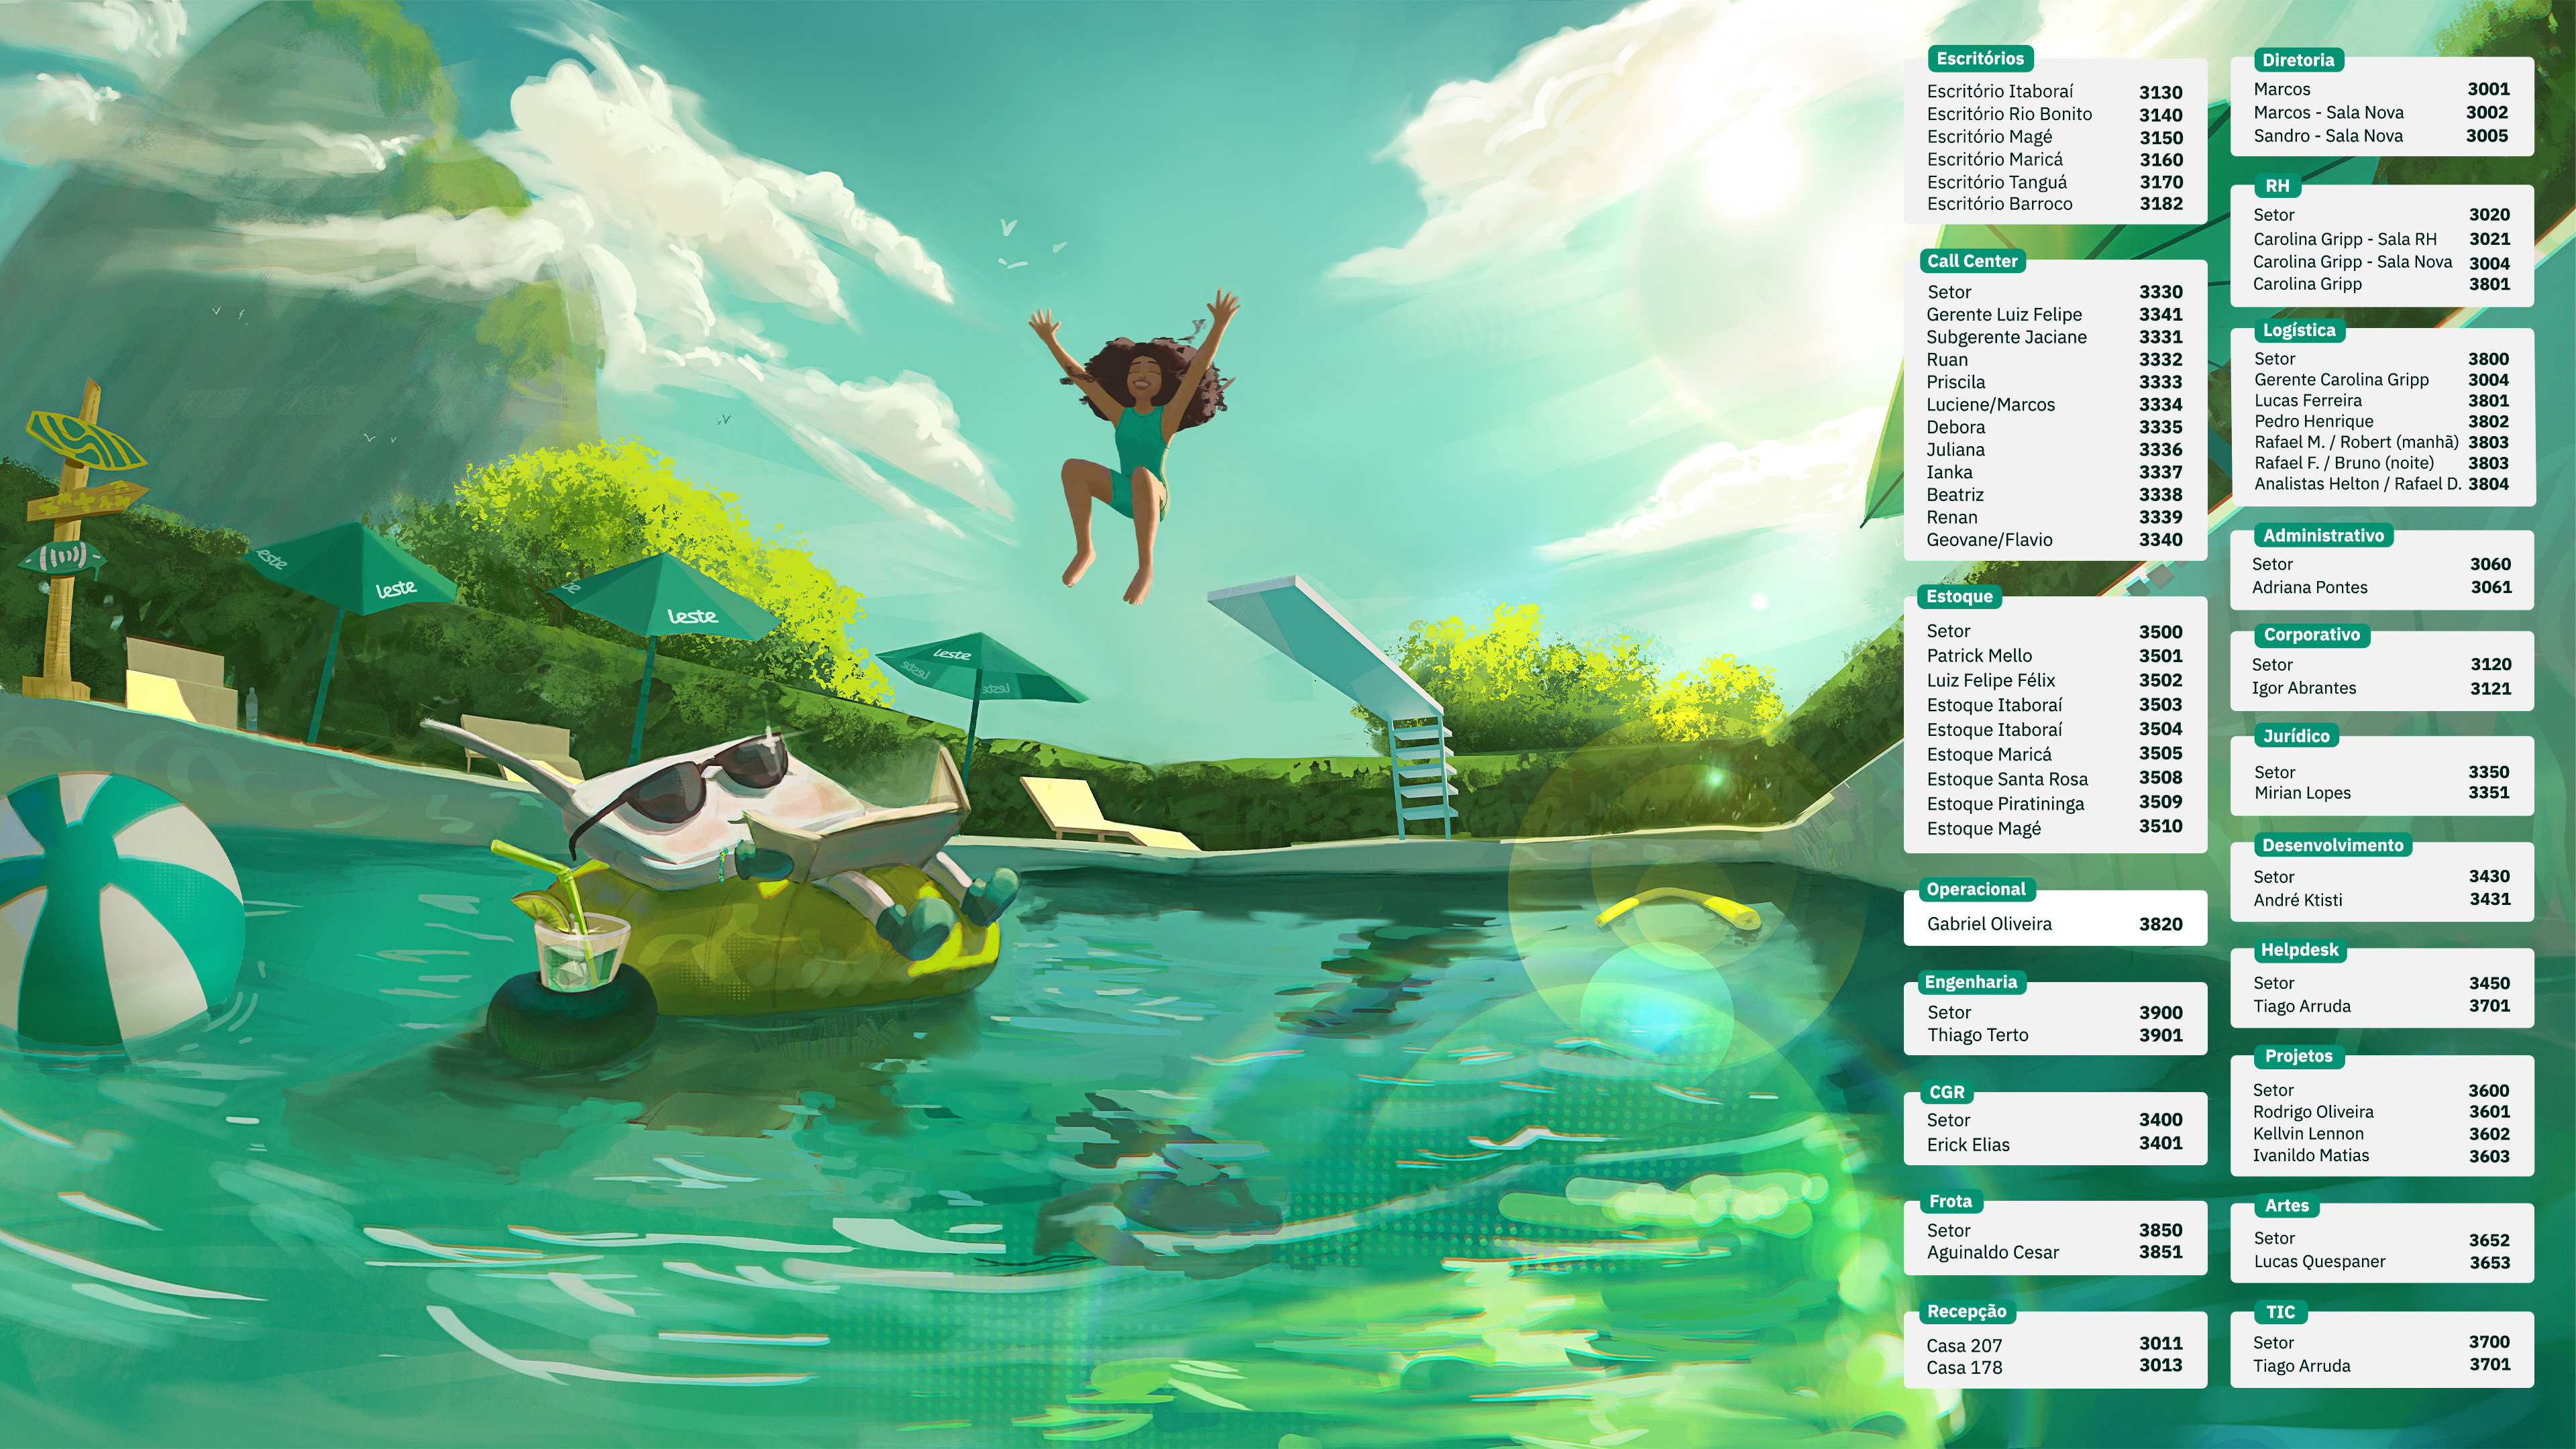 Escritórios
Escritório Itaboraí 3130
Escritório Rio Bonito 3140
Escritório Magé 3150
Escritório Maricá 3160
Escritório Tanguá 3170
Escritório Barroco 3182
Call Center
Setor 3330
Gerente Luiz Felipe 3341
Subgerente Jaciane 3331
Ruan 3332
Priscila 3333
Luciene/Marcos 3334
Debora 3335
Juliana 3336
Ianka 3337
Beatriz 3338
Renan 3339
Geovane/Flavio 3340
Estoque
Setor 3500
Patrick Mello 3501
Luiz Felipe Félix 3502
Estoque Itaboraí 3503
Estoque Itaboraí 3504
Estoque Maricá 3505
Estoque Santa Rosa 3508
Estoque Piratininga 3509
Estoque Magé 3510
Operacional
Gabriel Oliveira 3820
Engenharia
Setor 3900
Thiago Terto 3901
CGR
Setor 3400
Erick Elias 3401
Frota
Setor 3850
Aguinaldo Cesar 3851
Recepção
Casa 207 3011
Casa 178 3013
Diretoria
Marcos 3001
Marcos - Sala Nova 3002
Sandro - Sala Nova 3005
RH
Setor 3020
Carolina Gripp - Sala RH 3021
Carolina Gripp - Sala Nova 3004
Carolina Gripp 3801
Logística
Setor 3800
Gerente Carolina Gripp 3004
Lucas Ferreira 3801
Pedro Henrique 3802
Rafael M. / Robert (manhã) 3803
Rafael F. / Bruno (noite) 3803
Analistas Helton / Rafael D. 3804
Administrativo
Setor 3060
Adriana Pontes 3061
Corporativo
Setor 3120
Igor Abrantes 3121
Jurídico
Setor 3350
Mirian Lopes 3351
Desenvolvimento
Setor 3430
André Ktisti 3431
Helpdesk
Setor 3450
Tiago Arruda 3701
Projetos
Setor 3600
Rodrigo Oliveira 3601
Kellvin Lennon 3602
Ivanildo Matias 3603
Artes
Setor 3652
Lucas Quespaner 3653
TIC
Setor 3700
Tiago Arruda 3701
leste
leste
leste
leste
leste